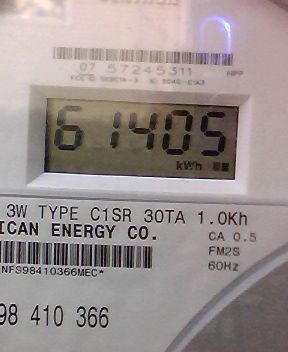 07 57245311 HPP
61405
kWh
3W TYPE C1SR 30TA 1.0Kh
ICAN ENERGY CO. CA 0.5
FM2S
NFS98410366MEC* 60Hz
98 410 366